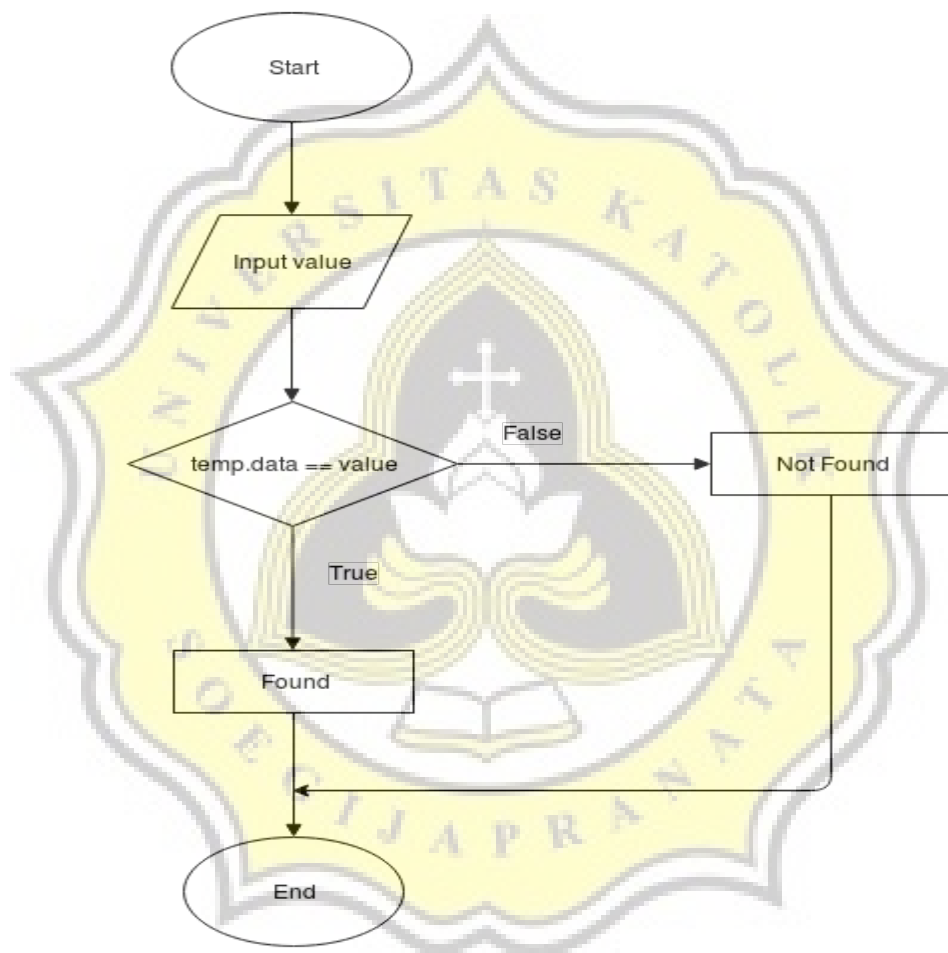 Start
UNIVERSITAS KATOLIK
Input value
False
temp.data == value
Not Found
True
Found
SOEGIJAPRANATA
End